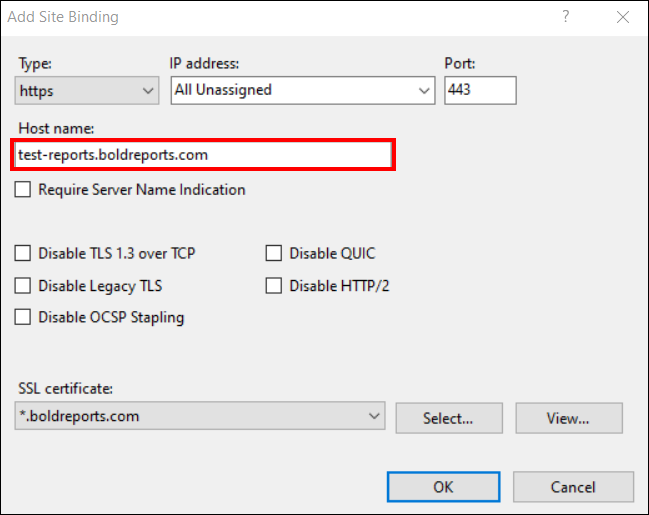 Add Site Binding ?
Type: IP address: Port:
https All Unassigned 443
Host name:
test-reports.boldreports.com
Require Server Name Indication
Disable TLS 1.3 over TCP Disable QUIC
Disable Legacy TLS Disable HTTP/2
Disable OCSP Stapling
SSL certificate:
*.boldreports.com Select... View...
OK Cancel